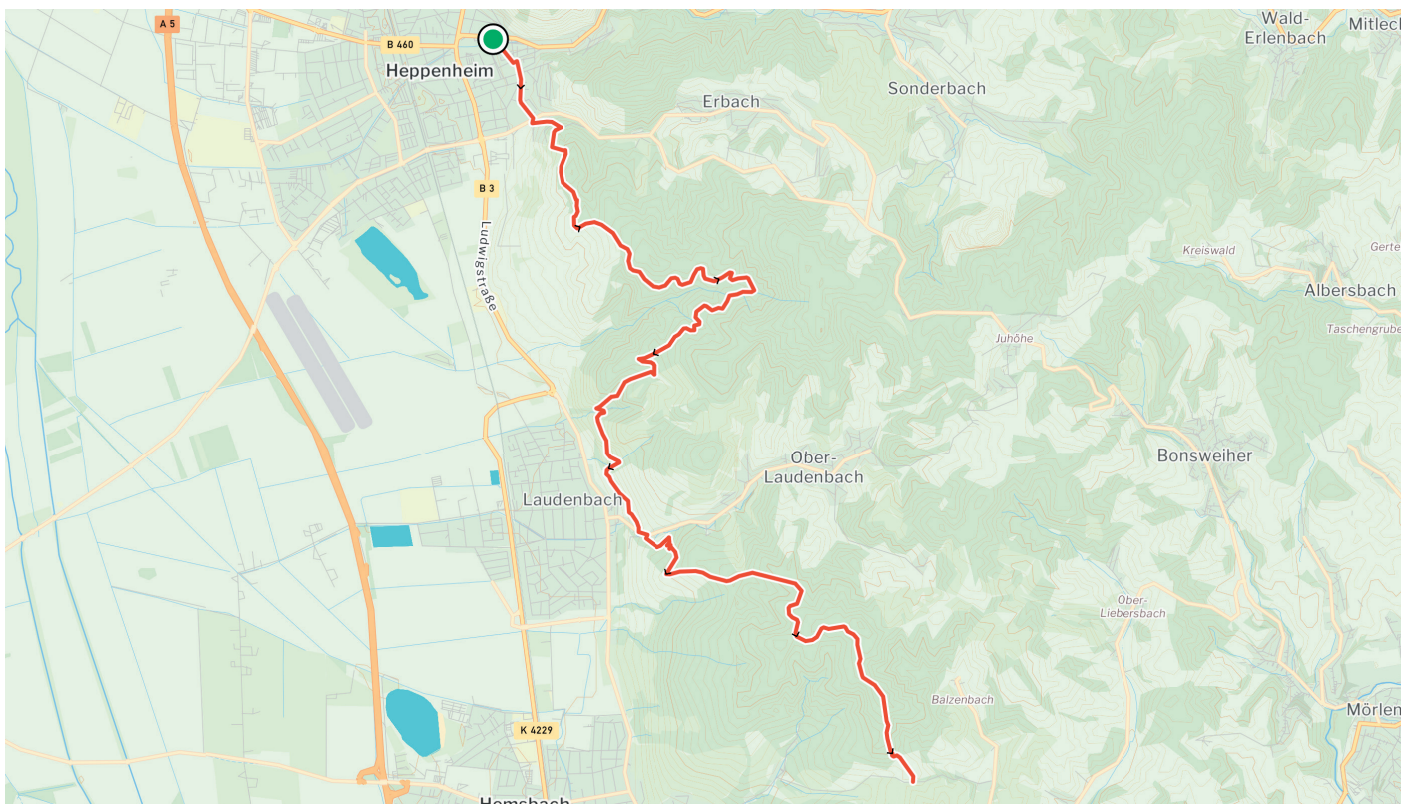 A 5
Wald-
Erlenbach
Mitlech
B 460
Heppenheim
Sonderbach
Erbach
B 3
Ludwigstraße
Kreiswald
Gerte
Albersbach
Taschengrube
Juhöhe
Ober-
Laudenbach
Bonsweiher
Laudenbach
Ober-
Liebersbach
Balzenbach
Mörlen
K 4229
Hemsbach